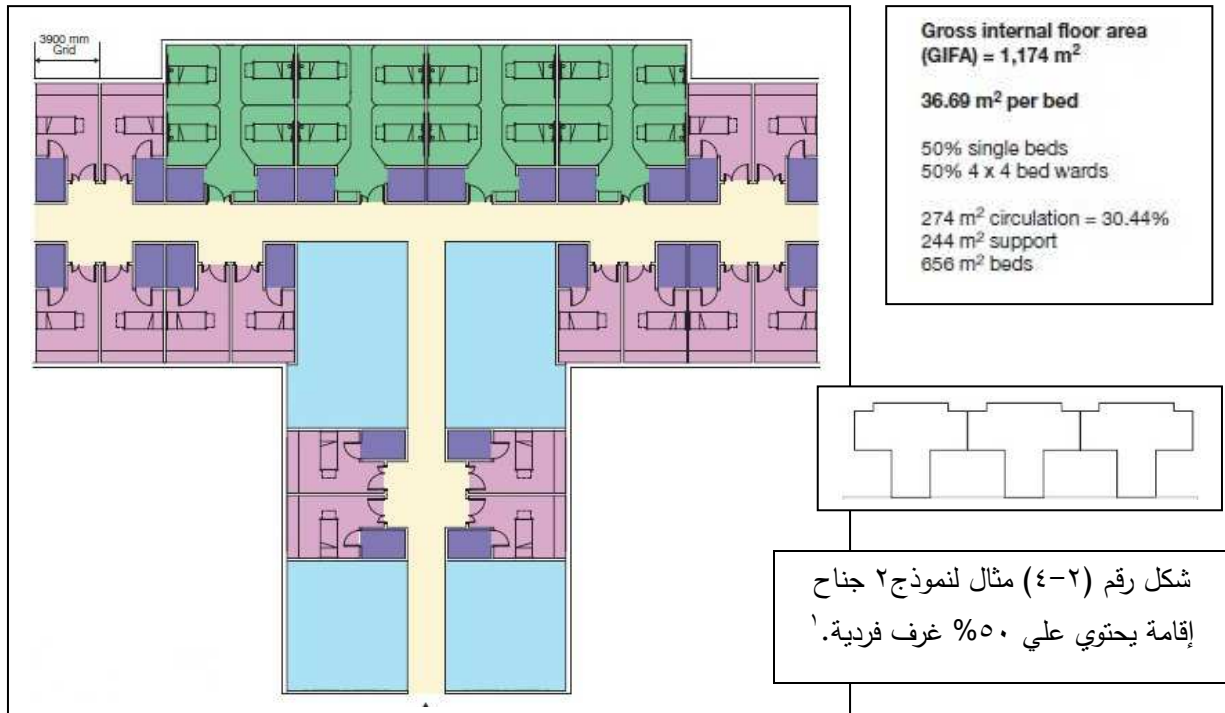 3900 mm
Grid
Gross internal floor area
(GIFA) = 1,174 m²
36.69 m² per bed
50% single beds
50% 4 x 4 bed wards
274 m² circulation = 30.44%
244 m² support
656 m² beds
شكل رقم (٢-٤) مثال لنموذج٢ جناح
إقامة يحتوي علي ٥٠% غرف فردية.¹